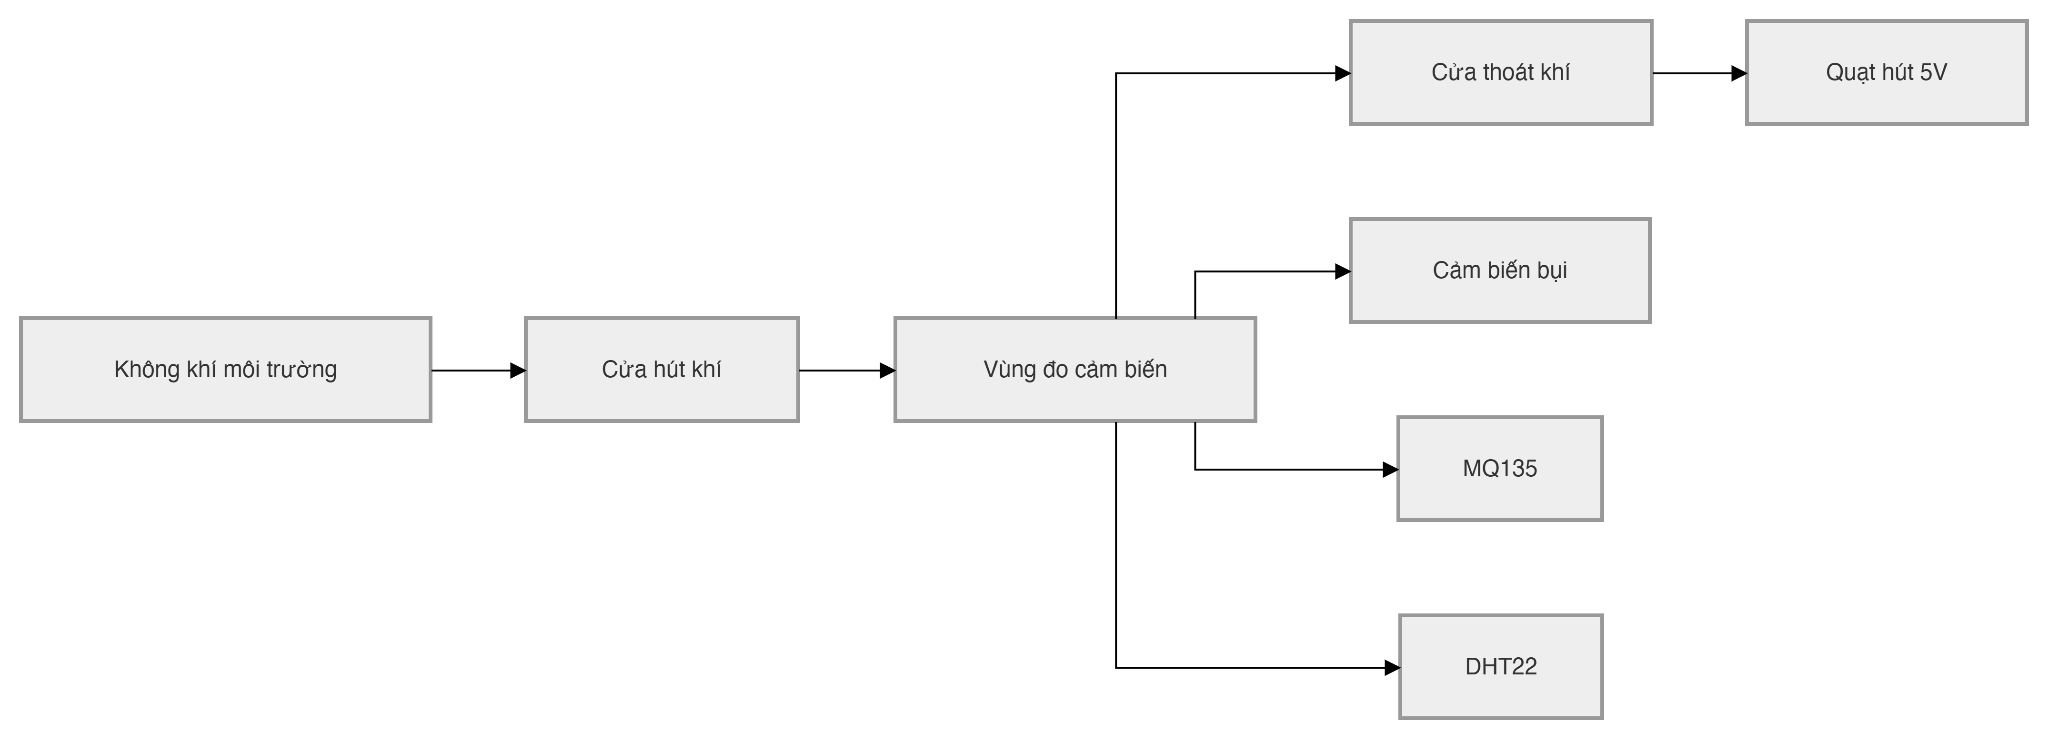 Không khí môi trường
Cửa hút khí
Vùng đo cảm biến
Cửa thoát khí
Quạt hút 5V
Cảm biến bụi
MQ135
DHT22